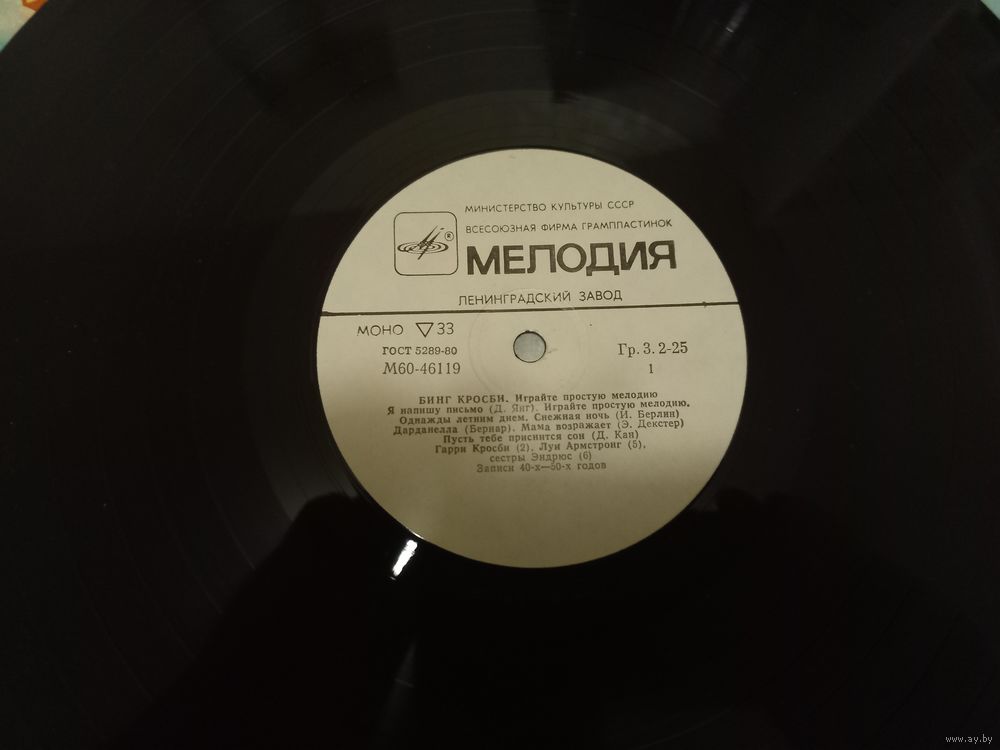 МИНИСТЕРСТВО КУЛЬТУРЫ СССР
ВСЕСОЮЗНАЯ ФИРМА ГРАМПЛАСТИНОК
®
МЕЛОДИЯ
ЛЕНИНГРАДСКИЙ ЗАВОД
МОНО ▽ 33
ГОСТ 5289-80
М60-46119
Гр. 3. 2-25
1
БИНГ КРОСБИ. Играйте простую мелодию
Я напишу письмо (Д. Янг). Играйте простую мелодию.
Однажды летним днем. Снежная ночь (И. Берлин)
Дарданелла (Бернар). Мама возражает (Э. Декстер)
Пусть тебе приснится сон (Д. Кан)
Гарри Кросби (2), Луи Армстронг (5),
сестры Эндрюс (6)
Записи 40-х—50-х годов
www.ay.by